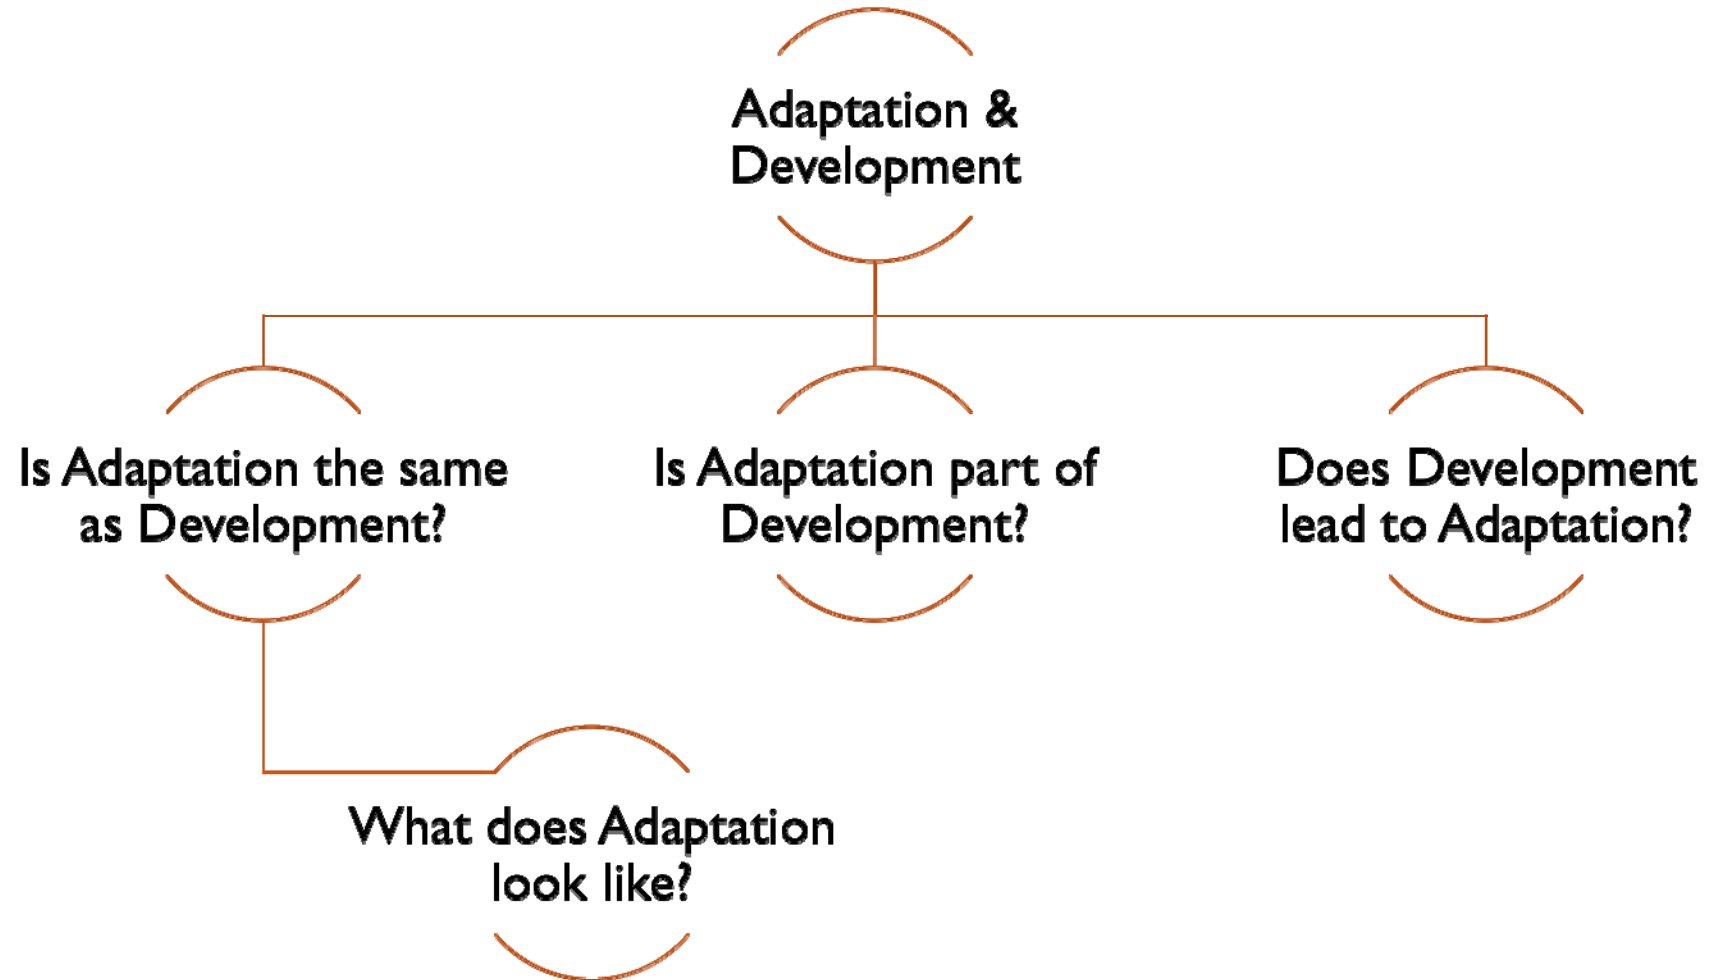 Adaptation &
Development
Is Adaptation the same
as Development?
Is Adaptation part of
Development?
Does Development
lead to Adaptation?
What does Adaptation
look like?